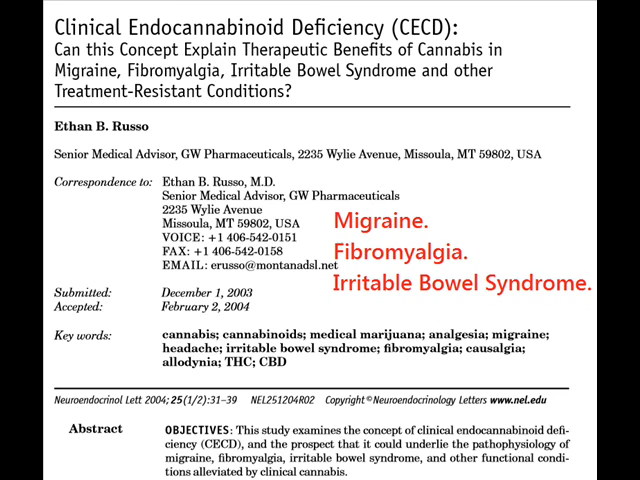 Clinical Endocannabinoid Deficiency (CECD):
Can this Concept Explain Therapeutic Benefits of Cannabis in
Migraine, Fibromyalgia, Irritable Bowel Syndrome and other
Treatment-Resistant Conditions?
Ethan B. Russo
Senior Medical Advisor, GW Pharmaceuticals, 2235 Wylie Avenue, Missoula, MT 59802, USA
Correspondence to: Ethan B. Russo, M.D.
Senior Medical Advisor, GW Pharmaceuticals
2235 Wylie Avenue
Missoula, MT 59802, USA
VOICE: +1 406-542-0151
FAX: +1 406-542-0158
EMAIL: erusso@montanadsl.net
Migraine.
Fibromyalgia.
Irritable Bowel Syndrome.
Submitted: December 1, 2003
Accepted: February 2, 2004
Key words: cannabis; cannabinoids; medical marijuana; analgesia; migraine;
headache; irritable bowel syndrome; fibromyalgia; causalgia;
allodynia; THC; CBD
Neuroendocrinol Lett 2004; 25(1/2):31–39 NEL251204R02 Copyright © Neuroendocrinology Letters www.nel.edu
Abstract OBJECTIVES: This study examines the concept of clinical endocannabinoid defi-
ciency (CECD), and the prospect that it could underlie the pathophysiology of
migraine, fibromyalgia, irritable bowel syndrome, and other functional condi-
tions alleviated by clinical cannabis.